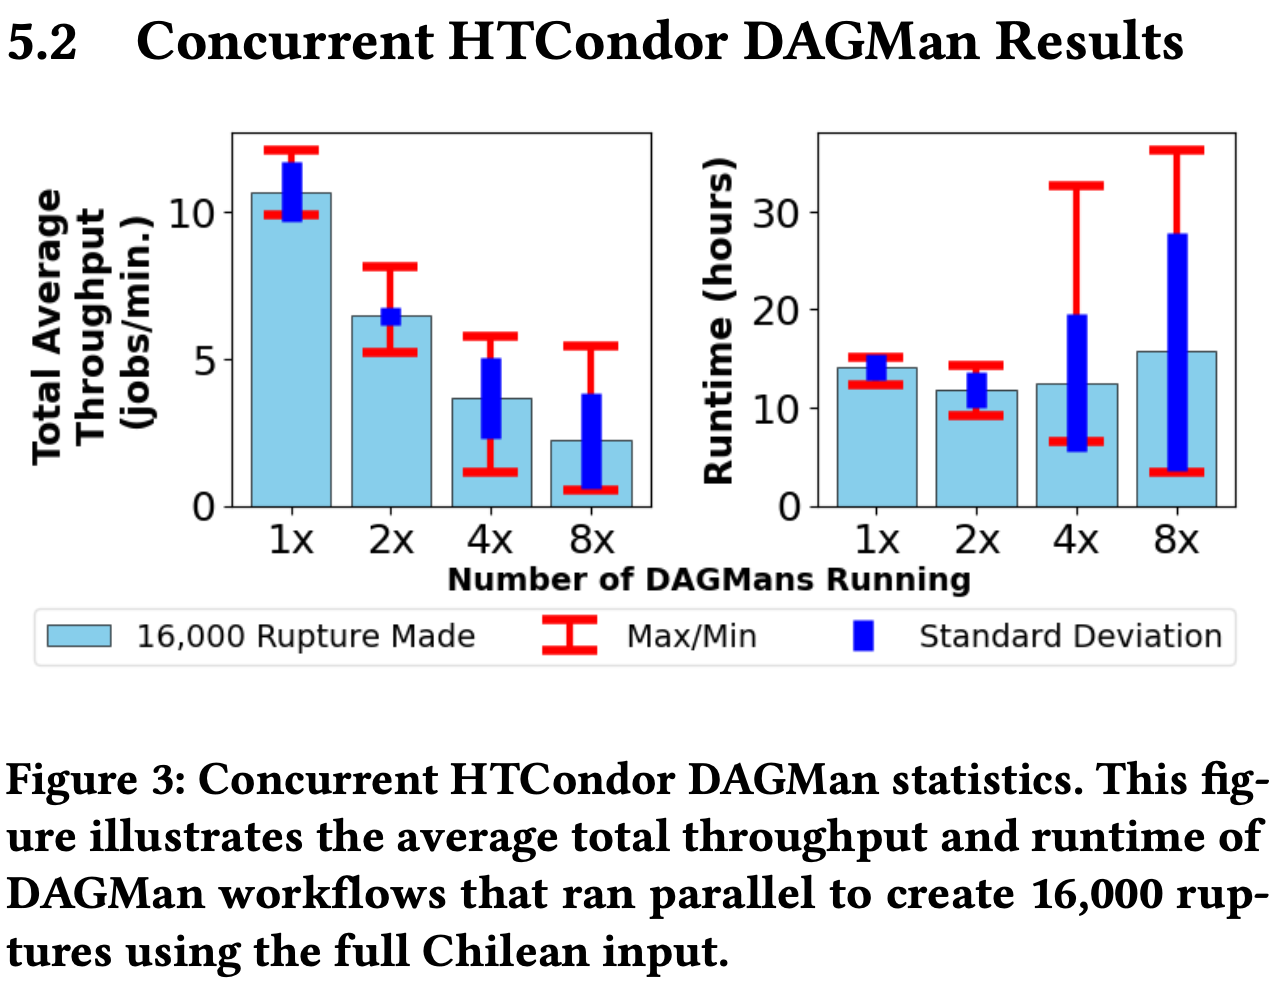 5.2 Concurrent HTCondor DAGMan Results
Total Average
Throughput
(jobs/min.)
10
5
0
1x
2x
4x
8x
Runtime (hours)
30
20
10
0
1x
2x
4x
8x
Number of DAGMans Running
16,000 Rupture Made
Max/Min
Standard Deviation
Figure 3: Concurrent HTCondor DAGMan statistics. This fig-
ure illustrates the average total throughput and runtime of
DAGMan workflows that ran parallel to create 16,000 rup-
tures using the full Chilean input.